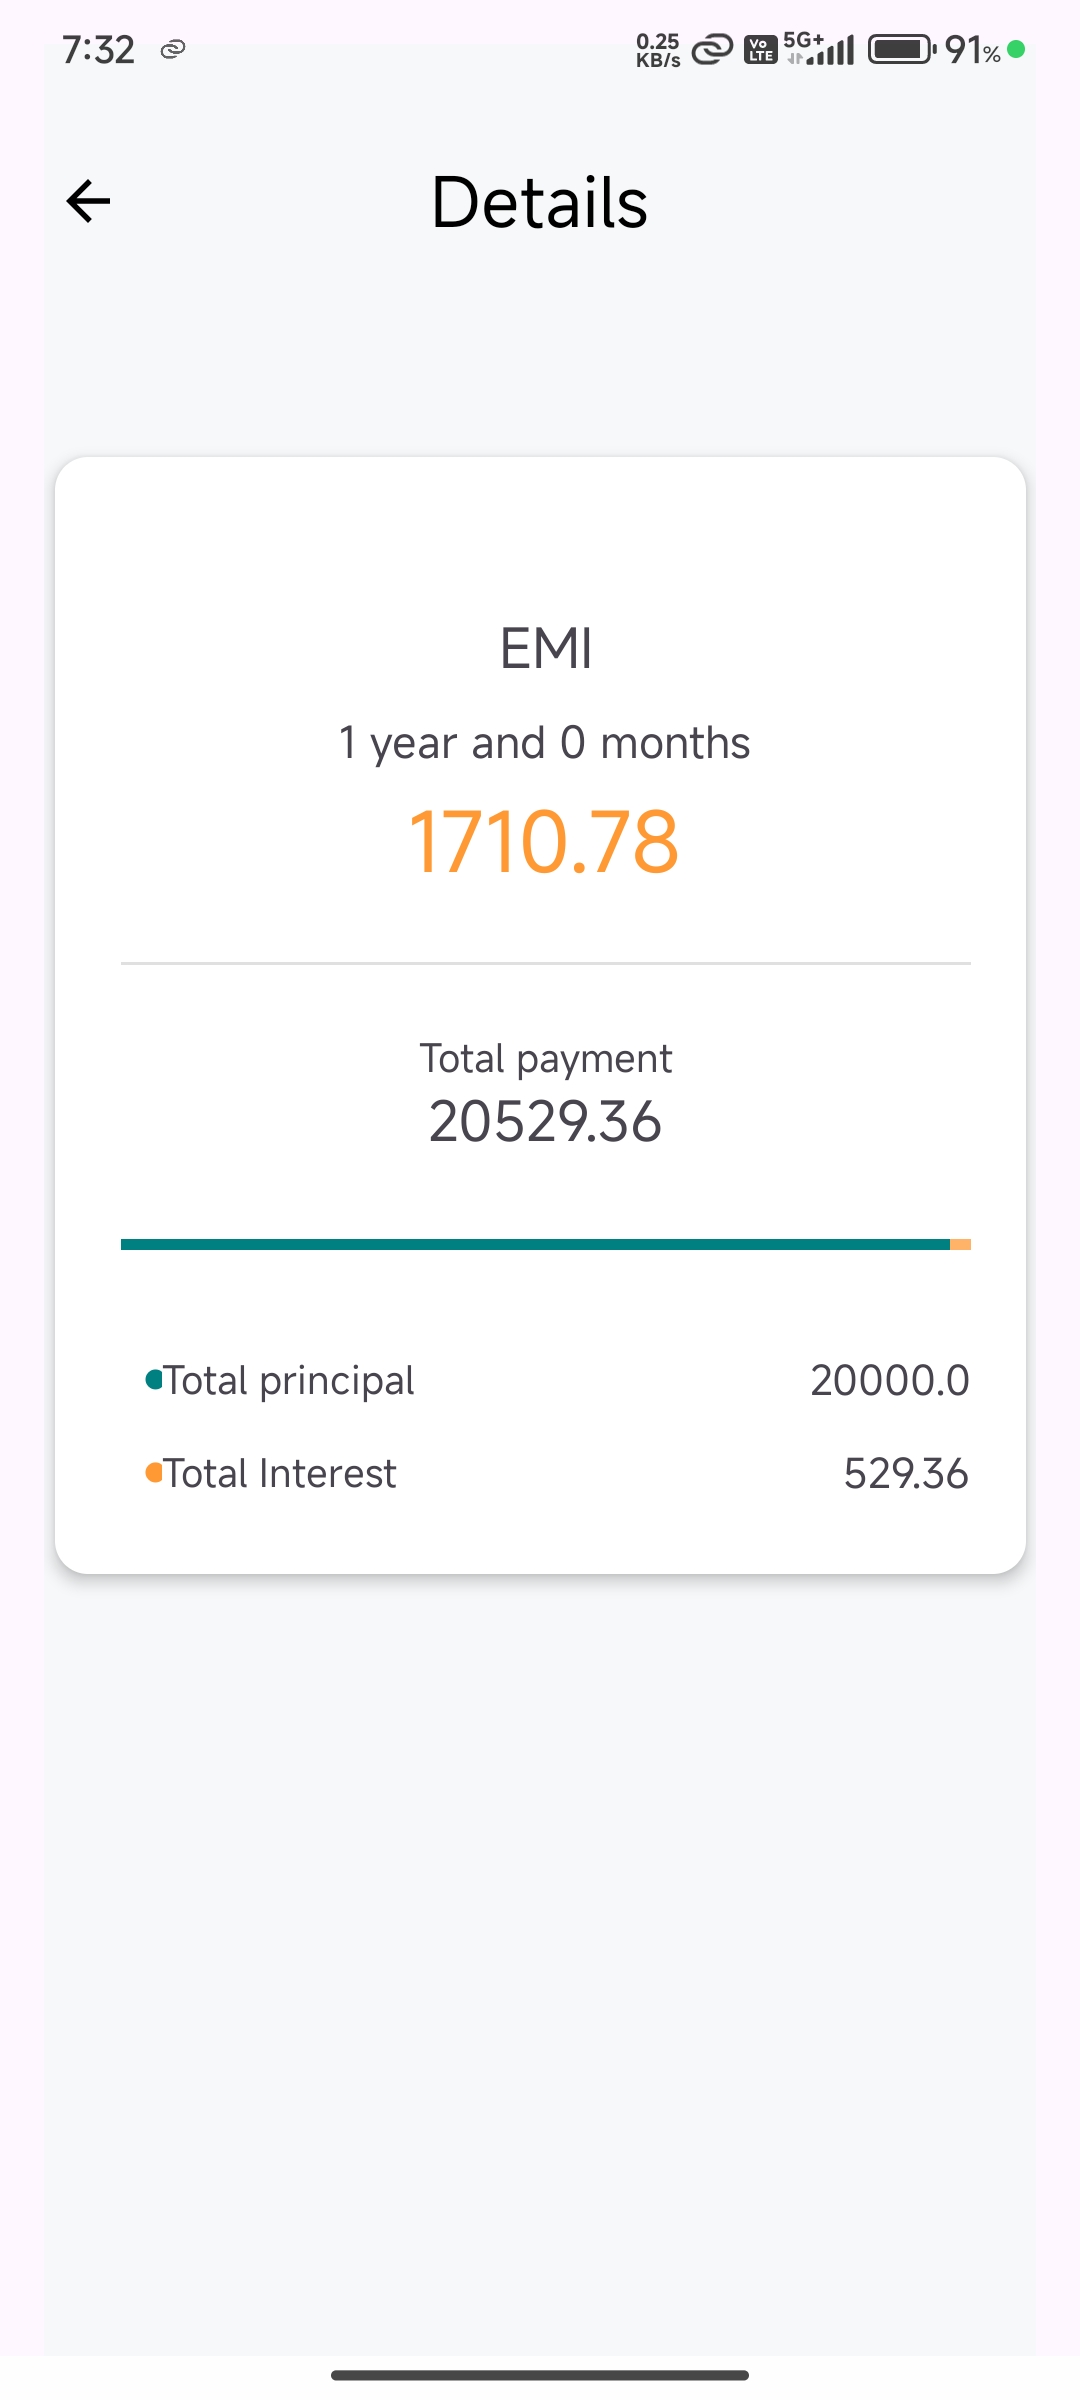 7:32 0.25 KB/s Vo LTE 5G+ 91%
Details
EMI
1 year and 0 months
1710.78
Total payment
20529.36
Total principal 20000.0
Total Interest 529.36